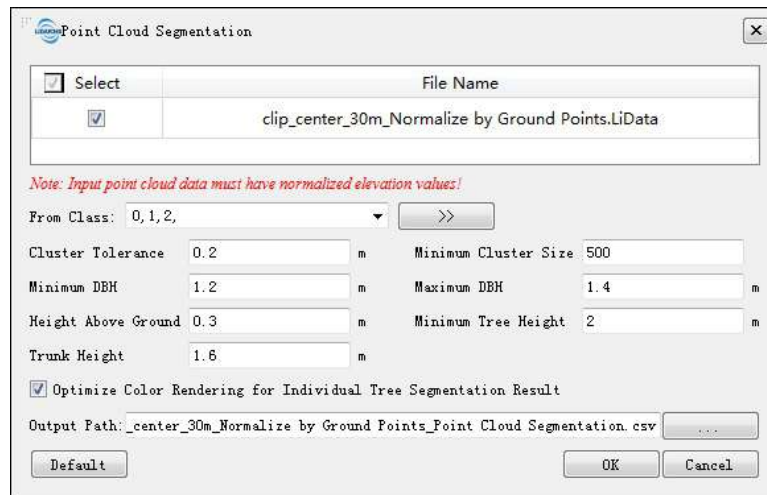 Point Cloud Segmentation
Select File Name
clip_center_30m_Normalize by Ground Points.LiData
Note: Input point cloud data must have normalized elevation values!
From Class: 0,1,2, >>
Cluster Tolerance 0.2 m Minimum Cluster Size 500
Minimum DBH 1.2 m Maximum DBH 1.4 m
Height Above Ground 0.3 m Minimum Tree Height 2 m
Trunk Height 1.6 m
Optimize Color Rendering for Individual Tree Segmentation Result
Output Path: _center_30m_Normalize by Ground Points_Point Cloud Segmentation.csv ...
Default OK Cancel